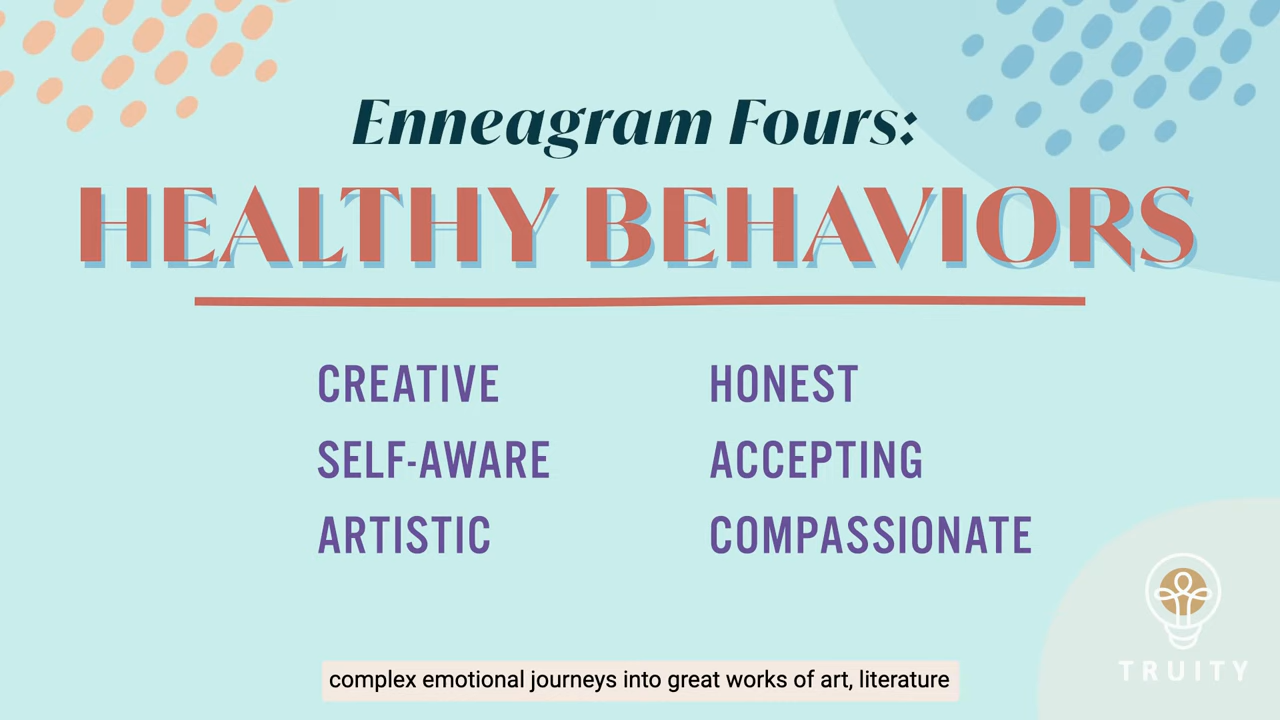 Enneagram Fours:
HEALTHY BEHAVIORS
CREATIVE
SELF-AWARE
ARTISTIC
HONEST
ACCEPTING
COMPASSIONATE
TRUITY
complex emotional journeys into great works of art, literature